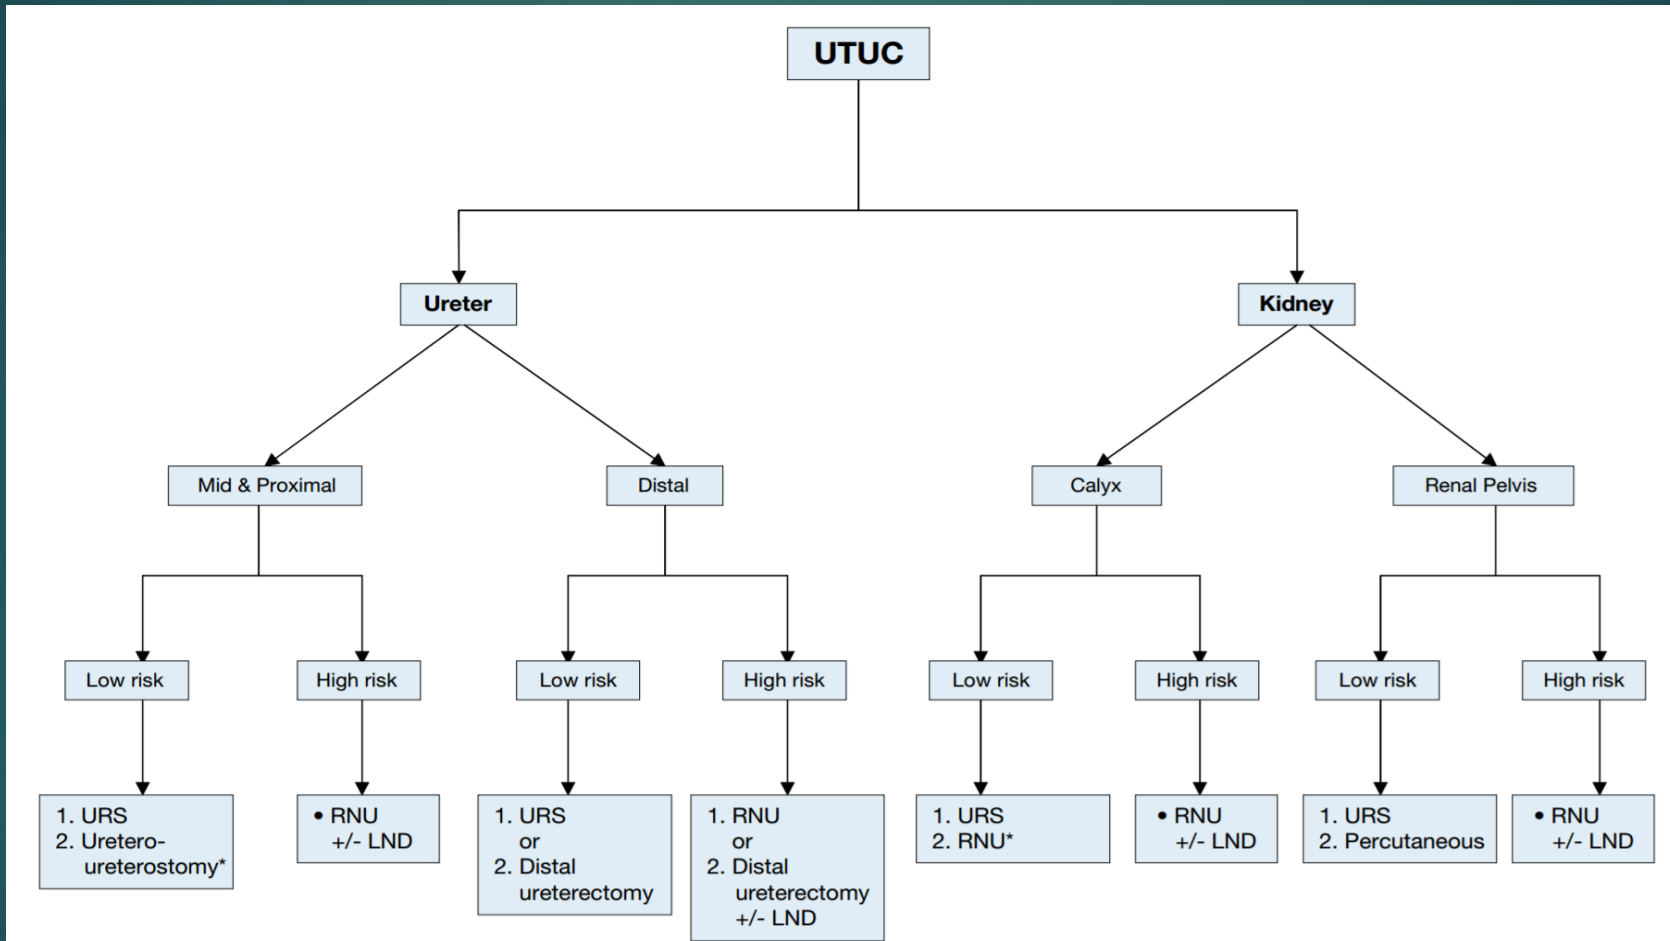 UTUC
Ureter
Kidney
Mid & Proximal
Distal
Calyx
Renal Pelvis
Low risk
High risk
Low risk
High risk
Low risk
High risk
Low risk
High risk
1. URS
2. Uretero-
ureterostomy*
• RNU
+/- LND
1. URS
or
2. Distal
ureterectomy
1. RNU
or
2. Distal
ureterectomy
+/- LND
1. URS
2. RNU*
• RNU
+/- LND
1. URS
2. Percutaneous
• RNU
+/- LND